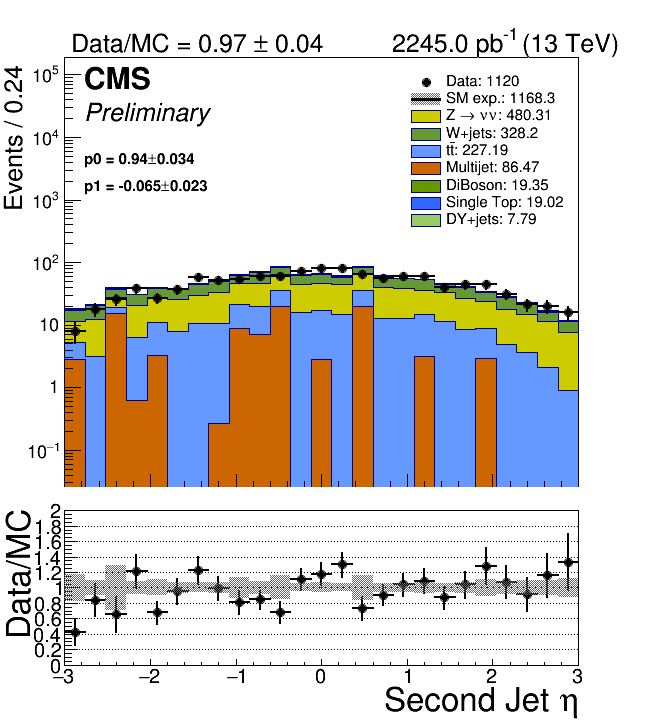 Data/MC = 0.97 ± 0.04 2245.0 pb⁻¹ (13 TeV)
CMS
Preliminary
p0 = 0.94±0.034
p1 = -0.065±0.023
Data: 1120
SM exp.: 1168.3
Z → νν: 480.31
W+jets: 328.2
tt̄: 227.19
Multijet: 86.47
DiBoson: 19.35
Single Top: 19.02
DY+jets: 7.79
Events / 0.24
10⁵
10⁴
10³
10²
10
1
10⁻¹
Data/MC
2
1.8
1.6
1.4
1.2
1
0.8
0.6
0.4
0.2
0
−3 −2 −1 0 1 2 3
Second Jet η